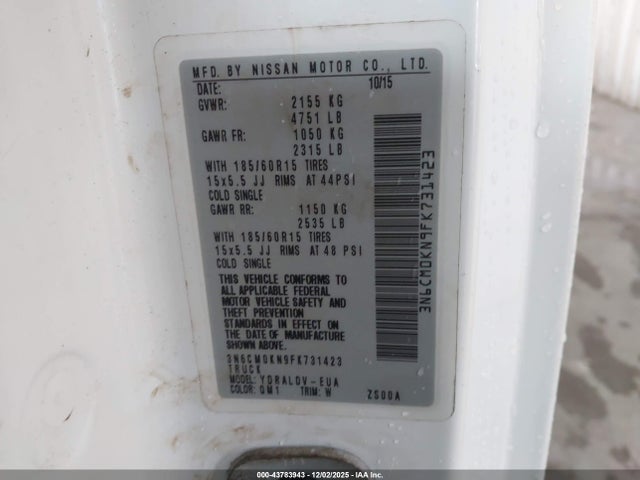 MFD. BY NISSAN MOTOR CO., LTD.
DATE: 10/15
GVWR: 2155 KG
4751 LB
GAWR FR: 1050 KG
2315 LB
WITH 185/60R15 TIRES
15x5.5 JJ RIMS AT 44PSI
COLD SINGLE
GAWR RR: 1150 KG
2535 LB
WITH 185/60R15 TIRES
15x5.5 JJ RIMS AT 48 PSI
COLD SINGLE
THIS VEHICLE CONFORMS TO
ALL APPLICABLE FEDERAL
MOTOR VEHICLE SAFETY AND
THEFT PREVENTION
STANDARDS IN EFFECT ON THE
DATE OF MANUFACTURE
SHOWN ABOVE.
3N6CM0KN9FK731423
TRUCK
MODEL: YDRALDV-EUA
COLOR: QM1 TRIM: W ZS00A
3N6CM0KN9FK731423
000-43783943 - 12/02/2025 - IAAI.com